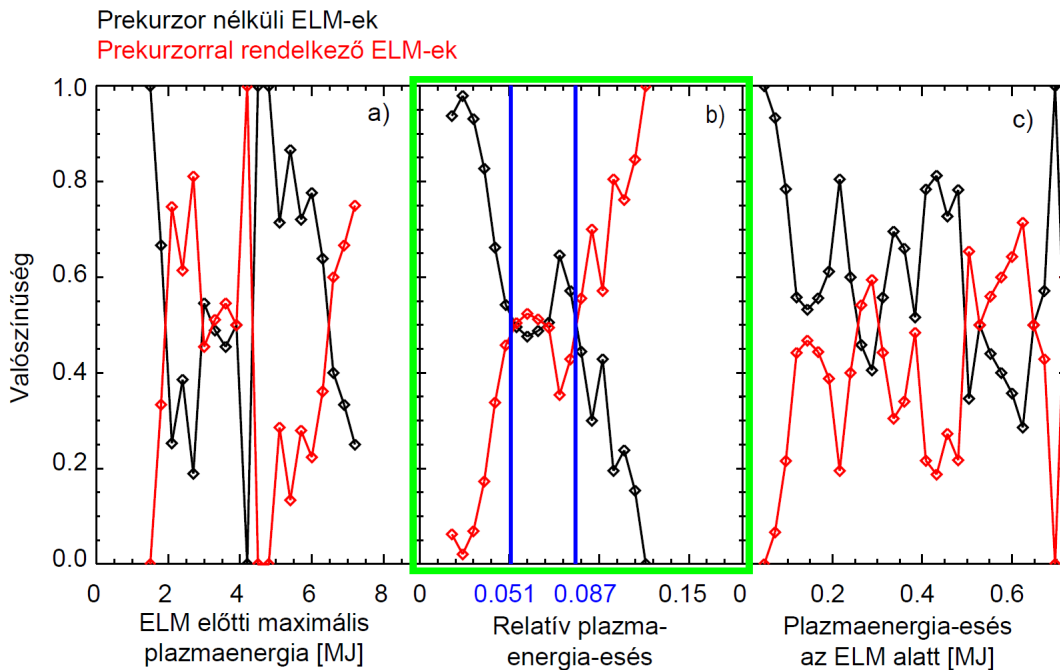 Prekurzor nélküli ELM-ek
Prekurzorral rendelkező ELM-ek
1.0
0.8
0.6
0.4
0.2
0.0
Valószínűség
a)
b)
c)
0 2 4 6 8
0 0.051 0.087 0.15
0 0.2 0.4 0.6
ELM előtti maximális
plazmaenergia [MJ]
Relatív plazma-
energia-esés
Plazmaenergia-esés
az ELM alatt [MJ]